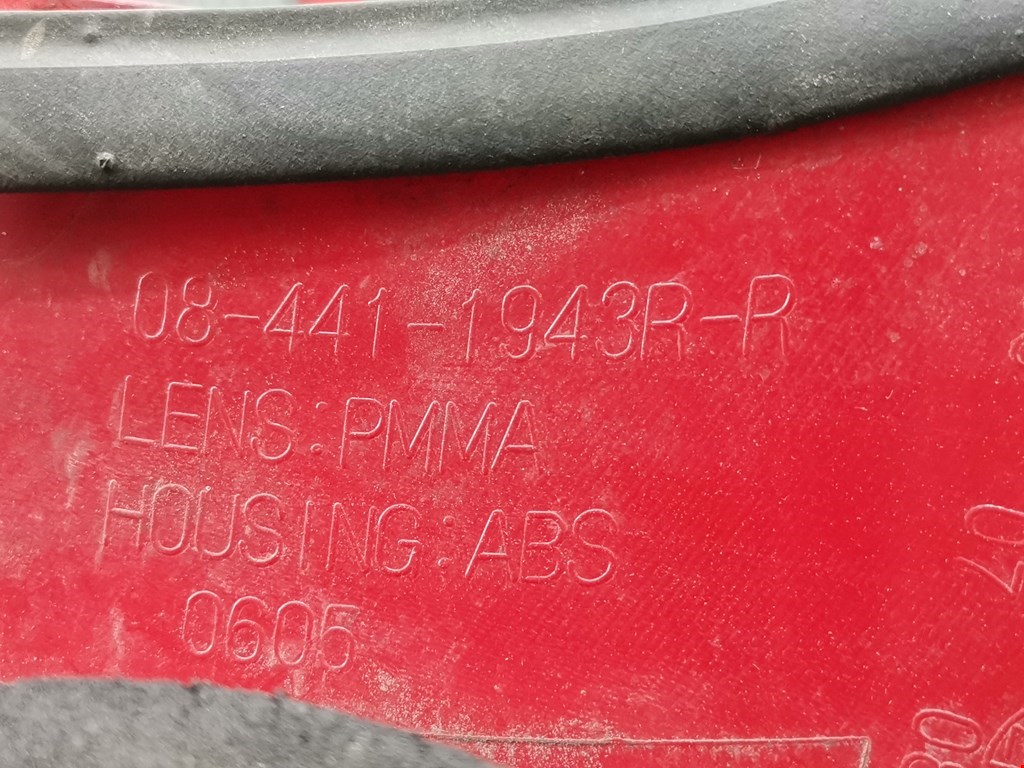 08-441-1943R-R
LENS:PMMA
HOUSING:ABS
0605